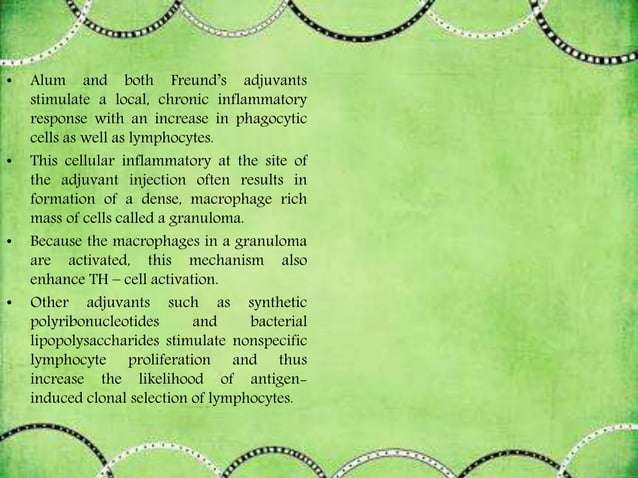 • Alum and both Freund's adjuvants
stimulate a local, chronic inflammatory
response with an increase in phagocytic
cells as well as lymphocytes.
• This cellular inflammatory at the site of
the adjuvant injection often results in
formation of a dense, macrophage rich
mass of cells called a granuloma.
• Because the macrophages in a granuloma
are activated, this mechanism also
enhance TH – cell activation.
• Other adjuvants such as synthetic
polyribonucleotides and bacterial
lipopolysaccharides stimulate nonspecific
lymphocyte proliferation and thus
increase the likelihood of antigen-
induced clonal selection of lymphocytes.